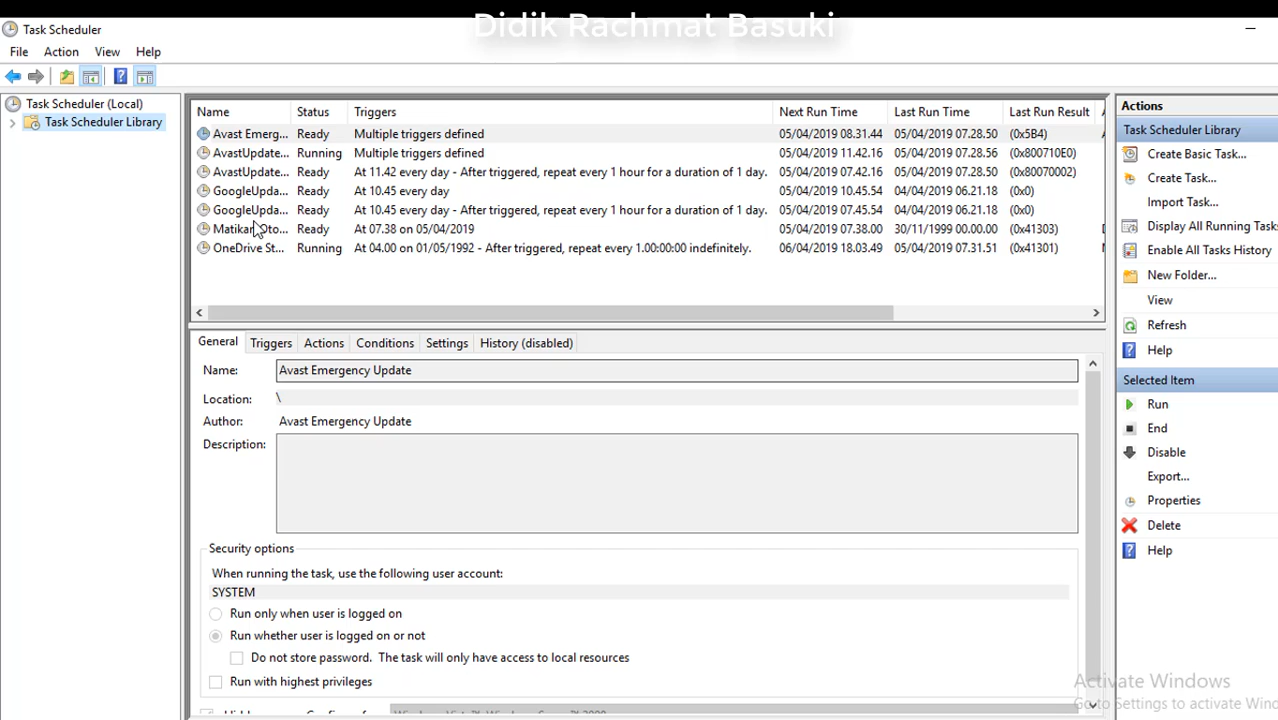 Didik Rachmat Basuki
Task Scheduler
File Action View Help
Task Scheduler (Local)
Task Scheduler Library
Name Status Triggers Next Run Time Last Run Time Last Run Result
Avast Emerg... Ready Multiple triggers defined 05/04/2019 08.31.44 05/04/2019 07.28.50 (0x5B4)
AvastUpdate... Running Multiple triggers defined 05/04/2019 11.42.16 05/04/2019 07.28.56 (0x800710E0)
AvastUpdate... Ready At 11.42 every day - After triggered, repeat every 1 hour for a duration of 1 day. 05/04/2019 07.42.16 05/04/2019 07.28.50 (0x80070002)
GoogleUpda... Ready At 10.45 every day 05/04/2019 10.45.54 04/04/2019 06.21.18 (0x0)
GoogleUpda... Ready At 10.45 every day - After triggered, repeat every 1 hour for a duration of 1 day. 05/04/2019 07.45.54 04/04/2019 06.21.18 (0x0)
Matikan Oto... Ready At 07.38 on 05/04/2019 05/04/2019 07.38.00 30/11/1999 00.00.00 (0x41303)
OneDrive St... Running At 04.00 on 01/05/1992 - After triggered, repeat every 1.00:00:00 indefinitely. 06/04/2019 18.03.49 05/04/2019 07.31.51 (0x41301)
General Triggers Actions Conditions Settings History (disabled)
Name: Avast Emergency Update
Location: \
Author: Avast Emergency Update
Description:
Security options
When running the task, use the following user account:
SYSTEM
Run only when user is logged on
Run whether user is logged on or not
Do not store password. The task will only have access to local resources
Run with highest privileges
Actions
Task Scheduler Library
Create Basic Task...
Create Task...
Import Task...
Display All Running Tasks
Enable All Tasks History
New Folder...
View
Refresh
Help
Selected Item
Run
End
Disable
Export...
Properties
Delete
Help
Activate Windows
Go to Settings to activate Wind